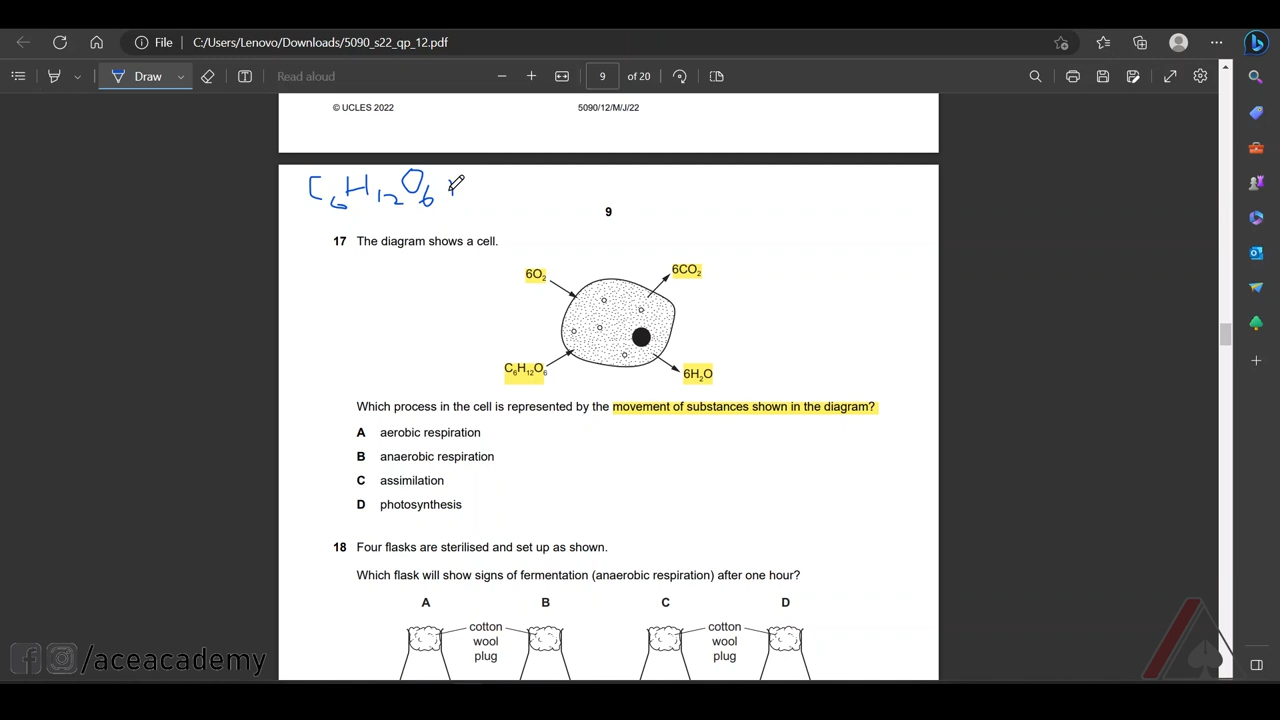 File
C:/Users/Lenovo/Downloads/5090_s22_qp_12.pdf
Draw
Read aloud
9
of 20
© UCLES 2022
5090/12/M/J/22
C6H12O6
9
17 The diagram shows a cell.
6O2
6CO2
C6H12O6
6H2O
Which process in the cell is represented by the movement of substances shown in the diagram?
A aerobic respiration
B anaerobic respiration
C assimilation
D photosynthesis
18 Four flasks are sterilised and set up as shown.
Which flask will show signs of fermentation (anaerobic respiration) after one hour?
A B C D
cotton wool plug
cotton wool plug
/aceacademy